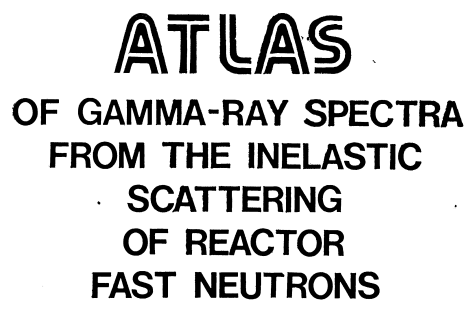 ATLAS
OF GAMMA-RAY SPECTRA
FROM THE INELASTIC
SCATTERING
OF REACTOR
FAST NEUTRONS